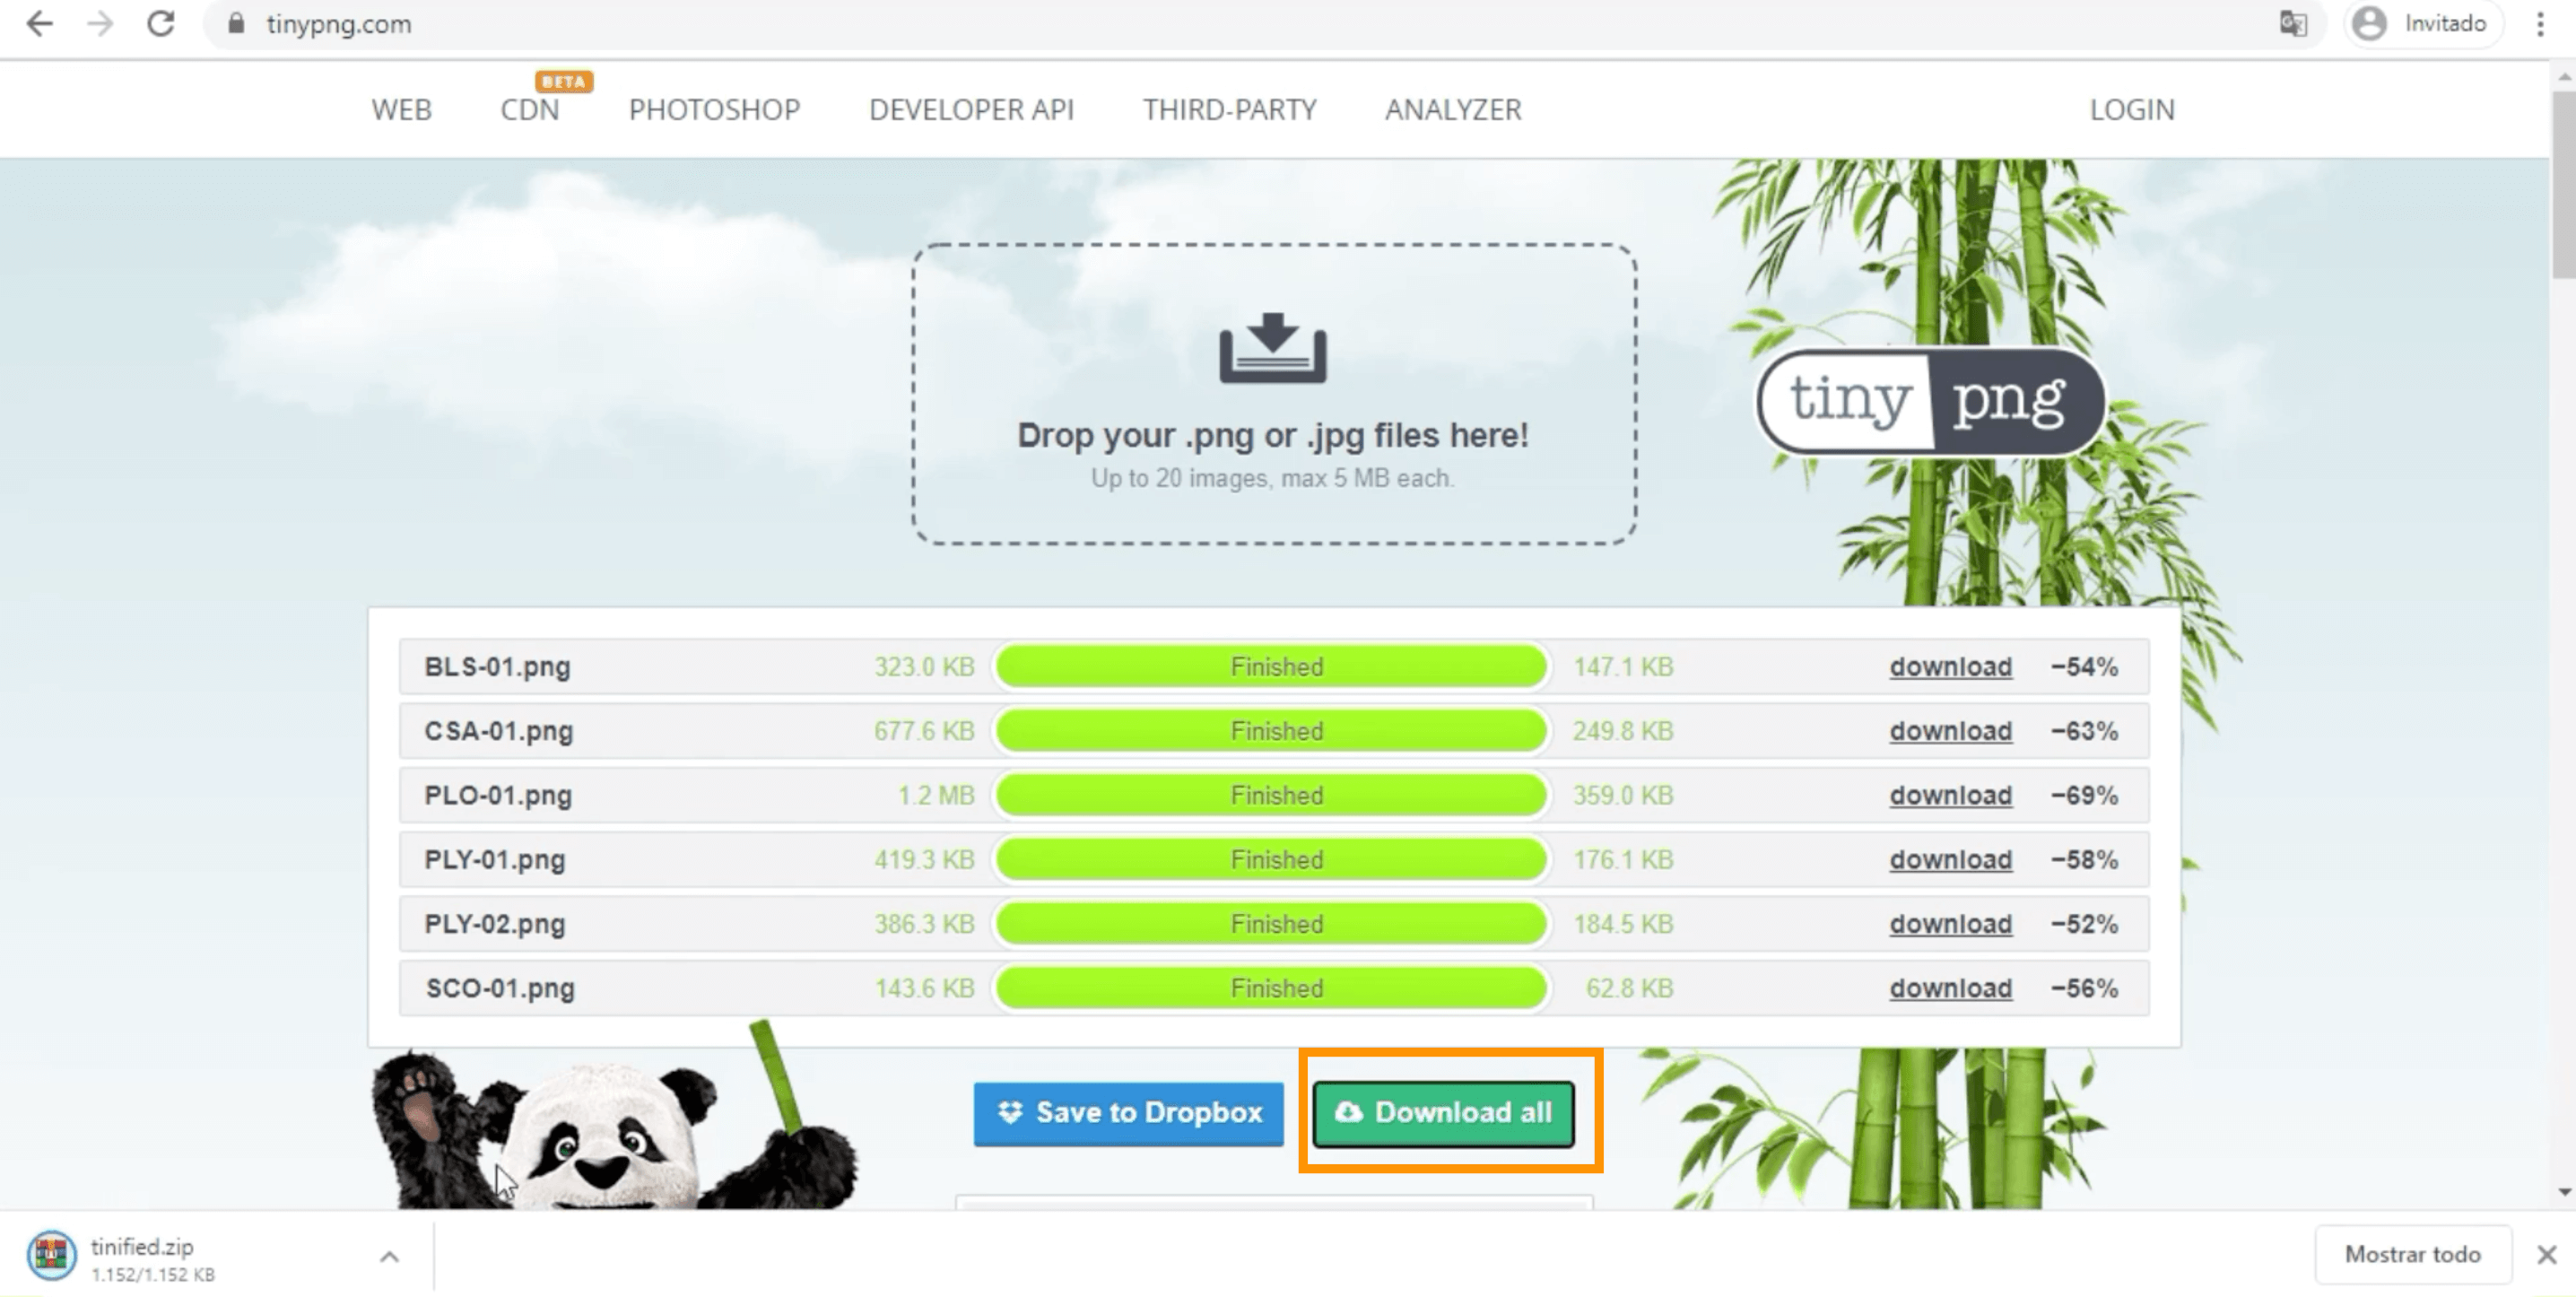 tinypng.com
Invitado
BETA
WEB CDN PHOTOSHOP DEVELOPER API THIRD-PARTY ANALYZER LOGIN
Drop your .png or .jpg files here!
Up to 20 images, max 5 MB each.
tiny png
BLS-01.png 323.0 KB Finished 147.1 KB download −54%
CSA-01.png 677.6 KB Finished 249.8 KB download −63%
PLO-01.png 1.2 MB Finished 359.0 KB download −69%
PLY-01.png 419.3 KB Finished 176.1 KB download −58%
PLY-02.png 386.3 KB Finished 184.5 KB download −52%
SCO-01.png 143.6 KB Finished 62.8 KB download −56%
Save to Dropbox Download all
tinified.zip
1.152/1.152 KB
Mostrar todo